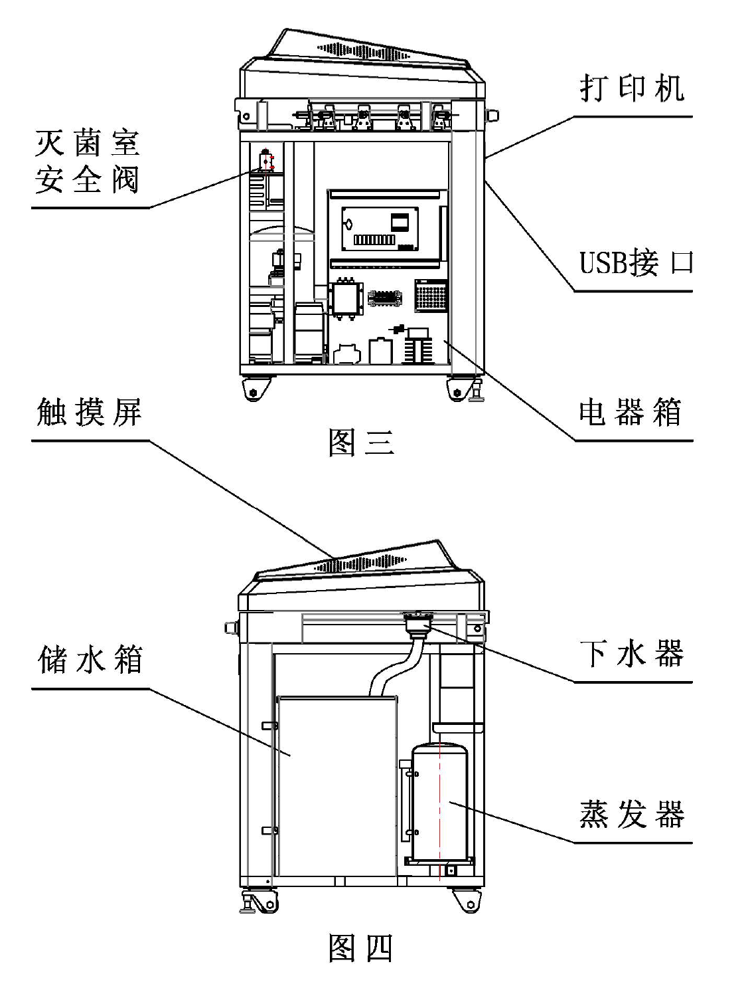 打印机
灭菌室
安全阀
USB接口
电器箱
触摸屏
图三
储水箱
下水器
蒸发器
图四